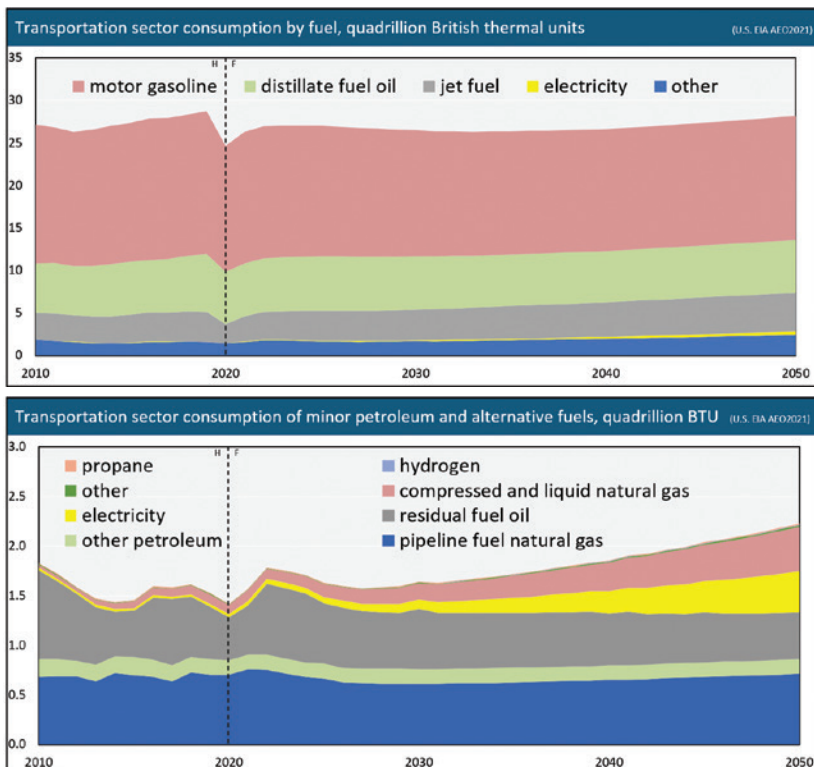 Transportation sector consumption by fuel, quadrillion British thermal units (U.S. EIA AEO2021)
35
H F
motor gasoline distillate fuel oil jet fuel electricity other
30
25
20
15
10
5
0
2010 2020 2030 2040 2050
Transportation sector consumption of minor petroleum and alternative fuels, quadrillion BTU (U.S. EIA AEO2021)
3.0
H F
propane hydrogen
other compressed and liquid natural gas
2.5
electricity residual fuel oil
other petroleum pipeline fuel natural gas
2.0
1.5
1.0
0.5
0.0
2010 2020 2030 2040 2050